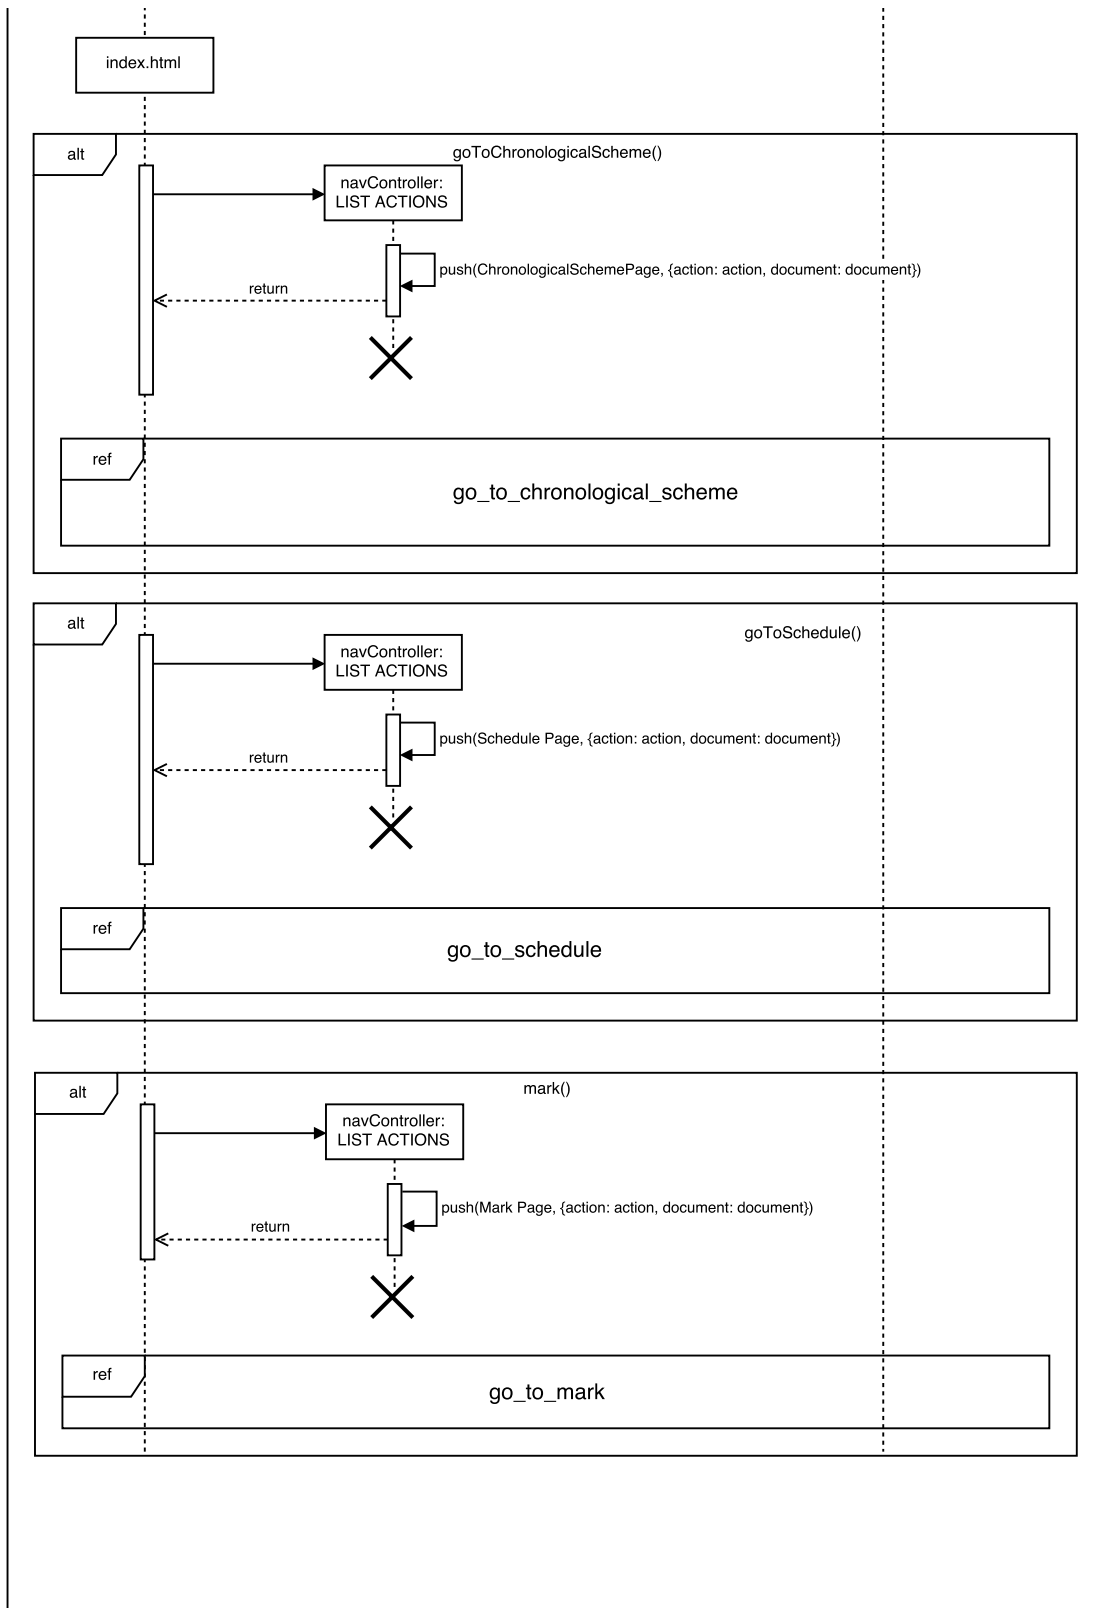 index.html
alt
goToChronologicalScheme()
navController:
LIST ACTIONS
push(ChronologicalSchemePage, {action: action, document: document})
return
ref
go_to_chronological_scheme
alt
goToSchedule()
navController:
LIST ACTIONS
push(Schedule Page, {action: action, document: document})
return
ref
go_to_schedule
alt
mark()
navController:
LIST ACTIONS
push(Mark Page, {action: action, document: document})
return
ref
go_to_mark